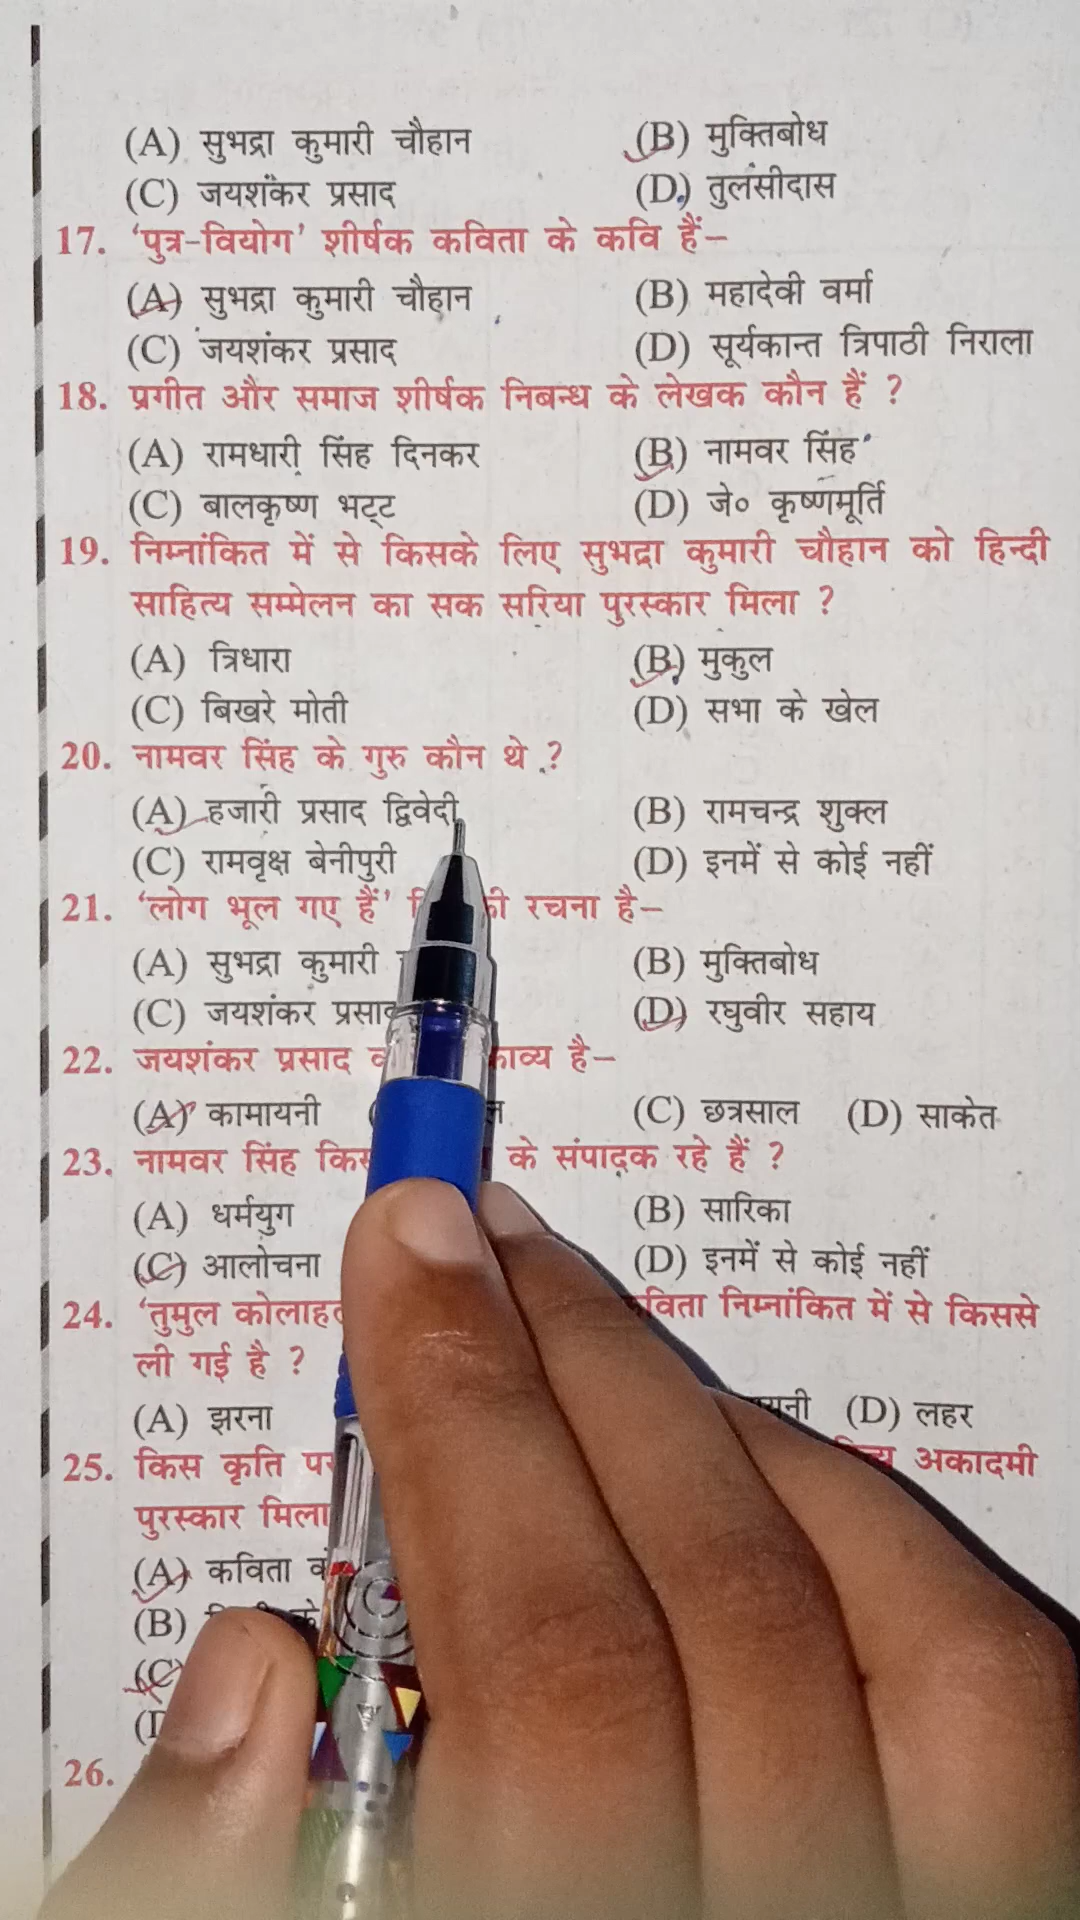 (A) सुभद्रा कुमारी चौहान (B) मुक्तिबोध
(C) जयशंकर प्रसाद (D) तुलसीदास
17. ‘पुत्र-वियोग’ शीर्षक कविता के कवि हैं–
(A) सुभद्रा कुमारी चौहान (B) महादेवी वर्मा
(C) जयशंकर प्रसाद (D) सूर्यकान्त त्रिपाठी निराला
18. प्रगीत और समाज शीर्षक निबन्ध के लेखक कौन हैं ?
(A) रामधारी सिंह दिनकर (B) नामवर सिंह
(C) बालकृष्ण भट्ट (D) जे० कृष्णमूर्ति
19. निम्नांकित में से किसके लिए सुभद्रा कुमारी चौहान को हिन्दी
साहित्य सम्मेलन का सक सरिया पुरस्कार मिला ?
(A) त्रिधारा (B) मुकुल
(C) बिखरे मोती (D) सभा के खेल
20. नामवर सिंह के गुरु कौन थे ?
(A) हजारी प्रसाद द्विवेदी (B) रामचन्द्र शुक्ल
(C) रामवृक्ष बेनीपुरी (D) इनमें से कोई नहीं
21. ‘लोग भूल गए हैं’ रचना है–
(A) सुभद्रा कुमारी (B) मुक्तिबोध
(C) जयशंकर प्रसाद (D) रघुवीर सहाय
22. जयशंकर प्रसाद काव्य है–
(A) कामायनी (C) छत्रसाल (D) साकेत
23. नामवर सिंह किस के संपादक रहे हैं ?
(A) धर्मयुग (B) सारिका
(C) आलोचना (D) इनमें से कोई नहीं
24. ‘तुमुल कोलाहल कविता निम्नांकित में से किससे
ली गई है ?
(A) झरना (D) लहर
25. किस कृति पर अकादमी
पुरस्कार मिला
(A) कविता
(B)
(C)
26.